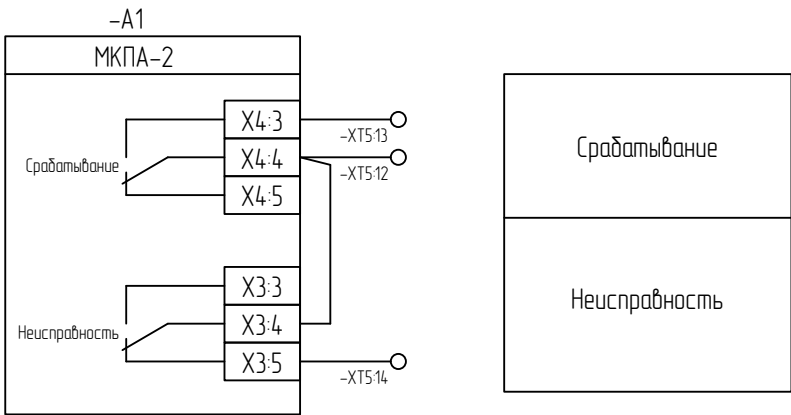 -A1
МКПА-2
X4:3
-XT5:13
Срабатывание
X4:4
-XT5:12
X4:5
X3:3
Неисправность
X3:4
X3:5
-XT5:14
Срабатывание
Неисправность